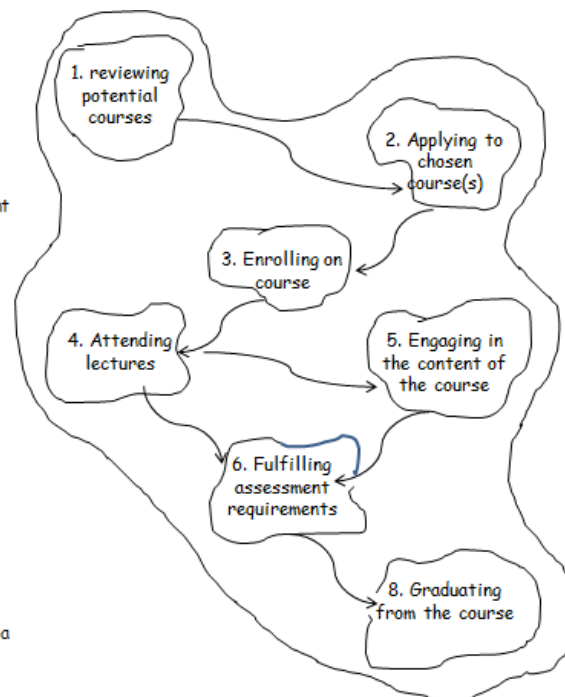 1. reviewing
potential
courses
2. Applying to
chosen
course(s)
3. Enrolling on
course
4. Attending
lectures
5. Engaging in
the content of
the course
6. Fulfilling
assessment
requirements
8. Graduating
from the course